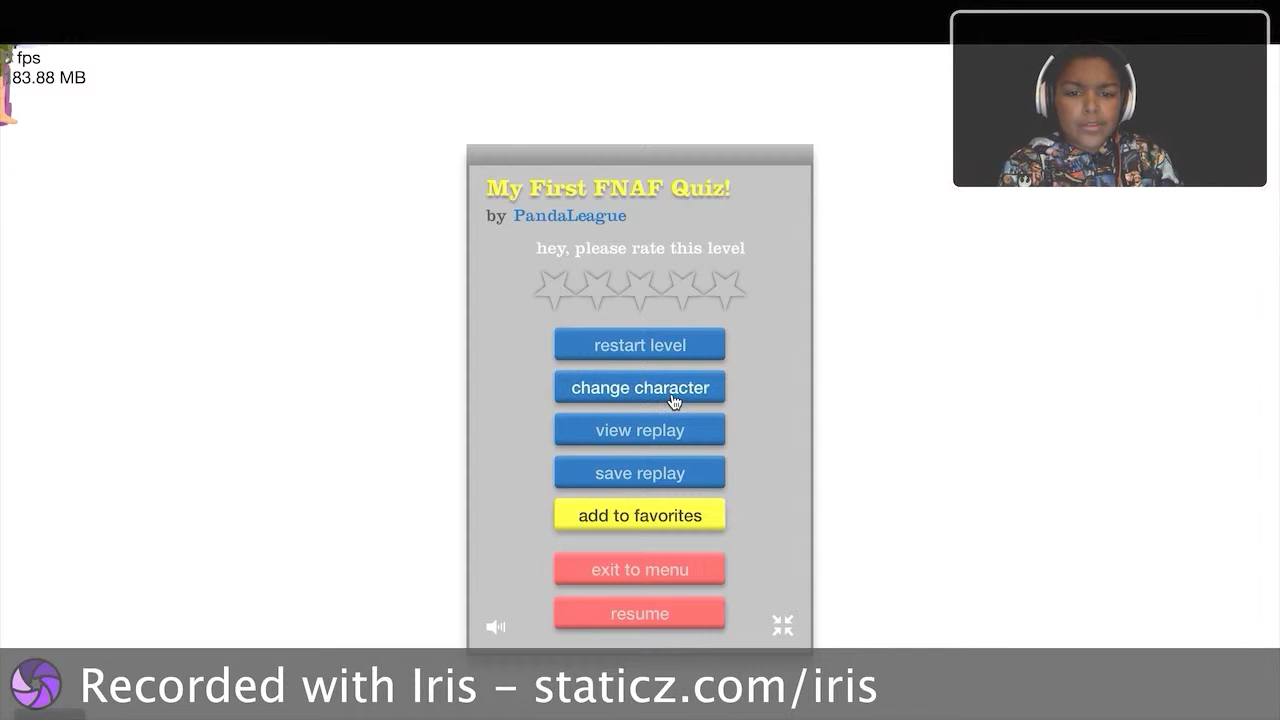 fps
83.88 MB
My First FNAF Quiz!
by PandaLeague
hey, please rate this level
restart level
change character
view replay
save replay
add to favorites
exit to menu
resume
Recorded with Iris – staticz.com/iris